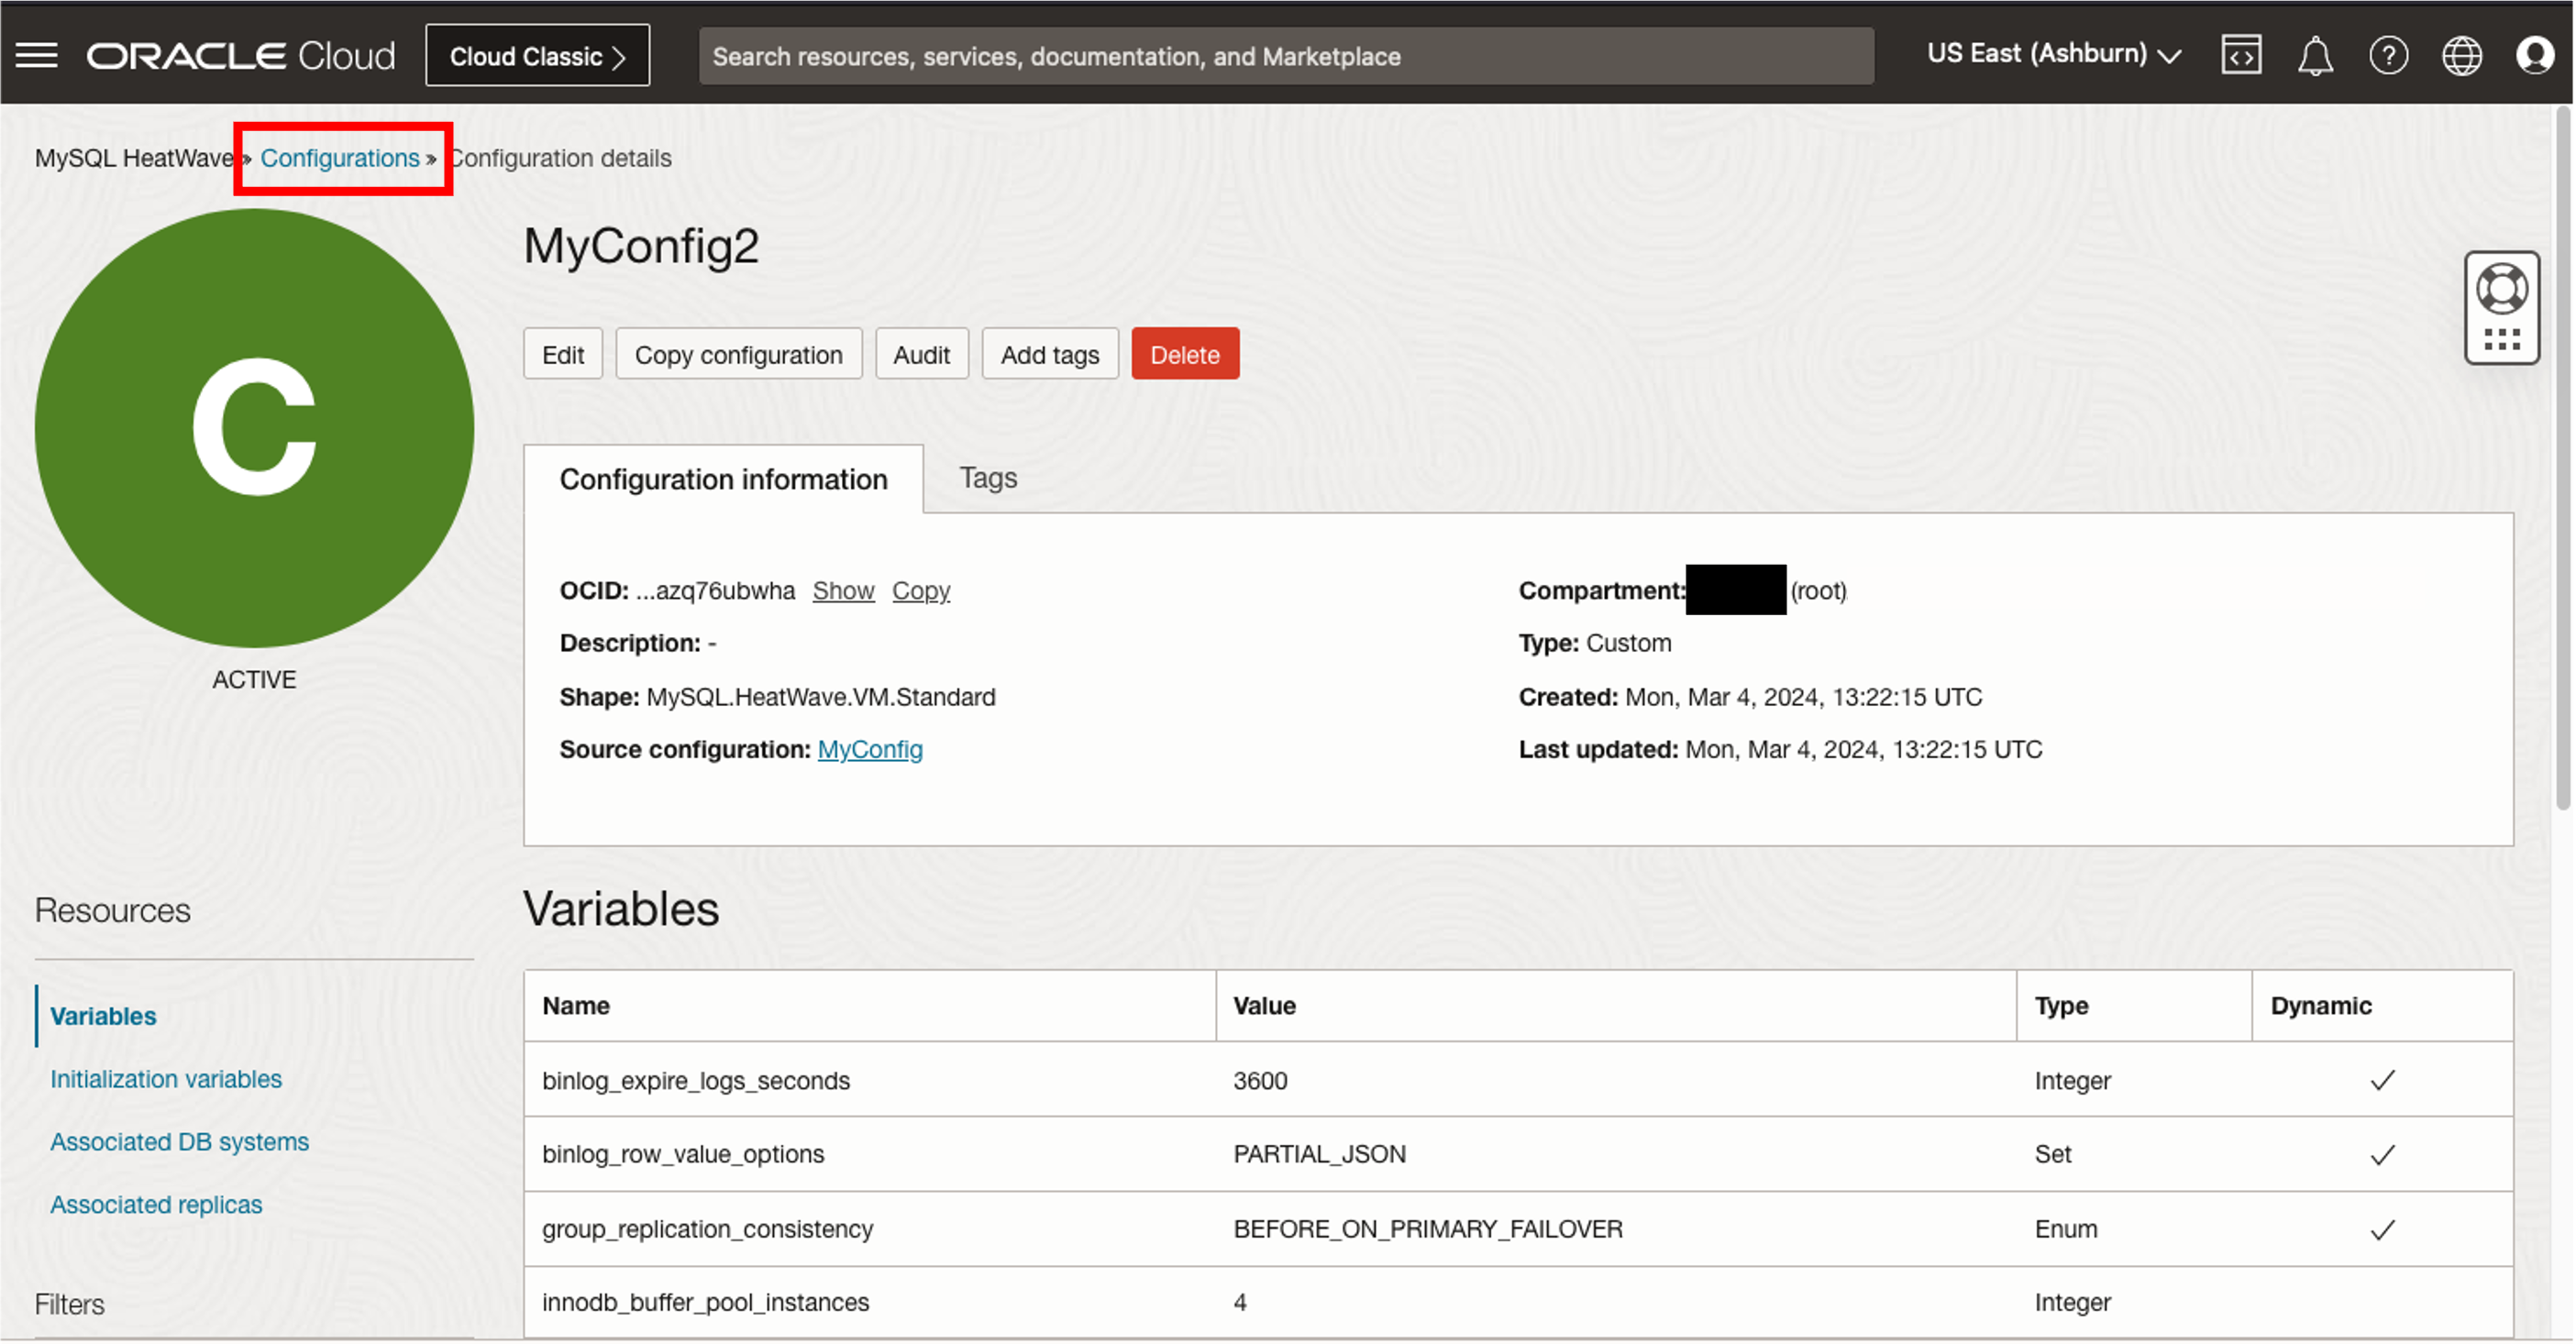 ORACLE Cloud Cloud Classic > Search resources, services, documentation, and Marketplace US East (Ashburn)
MySQL HeatWave » Configurations » Configuration details
MyConfig2
Edit Copy configuration Audit Add tags Delete
C
ACTIVE
Configuration information Tags
OCID: ...azq76ubwha Show Copy
Description: -
Shape: MySQL.HeatWave.VM.Standard
Source configuration: MyConfig
Compartment: (root)
Type: Custom
Created: Mon, Mar 4, 2024, 13:22:15 UTC
Last updated: Mon, Mar 4, 2024, 13:22:15 UTC
Resources
Variables
Initialization variables
Associated DB systems
Associated replicas
Filters
Variables
Name Value Type Dynamic
binlog_expire_logs_seconds 3600 Integer ✓
binlog_row_value_options PARTIAL_JSON Set ✓
group_replication_consistency BEFORE_ON_PRIMARY_FAILOVER Enum ✓
innodb_buffer_pool_instances 4 Integer